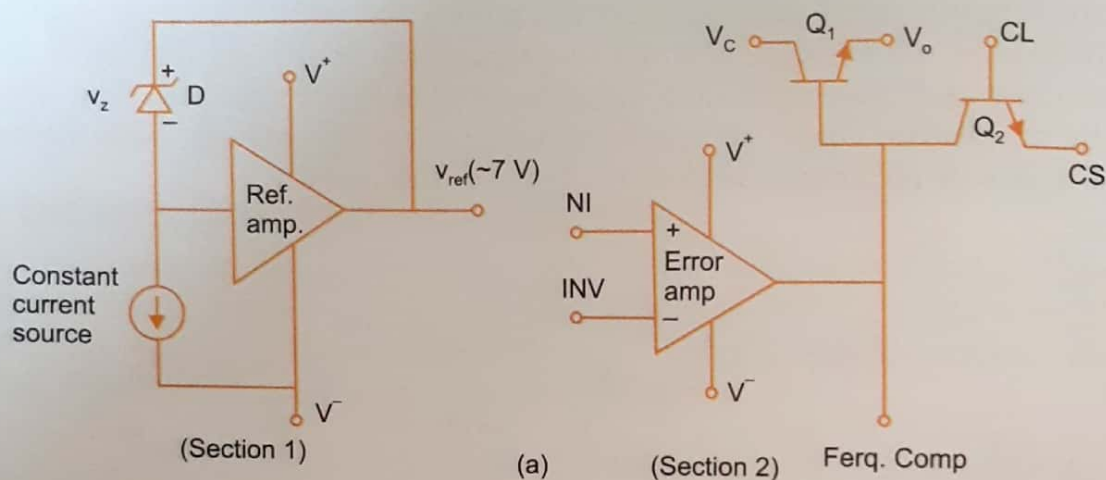 V_C
Q_1
V_o
CL
+
v_z
D
V^+
−
Q_2
CS
v_ref(~7 V)
Ref.
amp.
V^+
NI
+
Error
amp
INV
−
Constant
current
source
V^-
V^-
(Section 1)
(a)
(Section 2)
Ferq. Comp